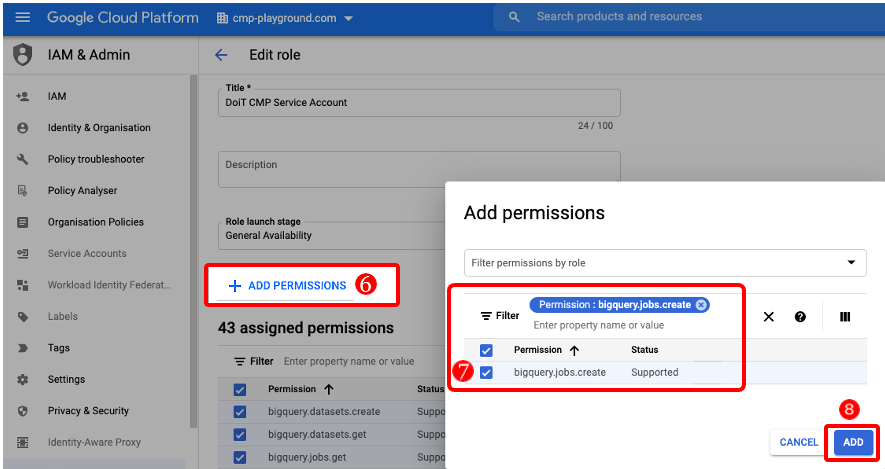 Google Cloud Platform cmp-playground.com Search products and resources
IAM & Admin
Edit role
IAM
Identity & Organisation
Policy troubleshooter
Policy Analyser
Organisation Policies
Service Accounts
Workload Identity Federat...
Labels
Tags
Settings
Privacy & Security
Identity-Aware Proxy
Title *
DoiT CMP Service Account
24 / 100
Description
Role launch stage
General Availability
ADD PERMISSIONS 6
43 assigned permissions
Filter Enter property name or value
Permission Status
bigquery.datasets.create Suppo
bigquery.datasets.get Suppo
bigquery.jobs.get Suppo
Add permissions
Filter permissions by role
Filter Permission : bigquery.jobs.create
Enter property name or value
Permission Status
7 bigquery.jobs.create Supported
8
CANCEL ADD